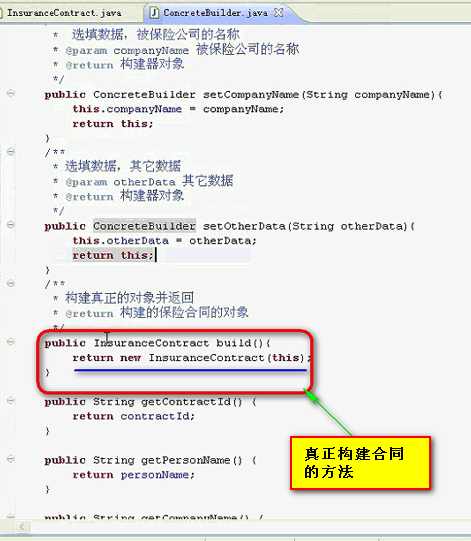 InsuranceContract.java
ConcreteBuilder.java
* 选填数据，被保险公司的名称
* @param companyName 被保险公司的名称
* @return 构建器对象
*/
public ConcreteBuilder setCompanyName(String companyName){
this.companyName = companyName;
return this;
}
/**
* 选填数据，其它数据
* @param otherData 其它数据
* @return 构建器对象
*/
public ConcreteBuilder setOtherData(String otherData){
this.otherData = otherData;
return this;
}
/**
* 构建真正的对象并返回
* @return 构建的保险合同的对象
*/
public InsuranceContract build(){
return new InsuranceContract(this);
}
public String getContractId() {
return contractId;
}
public String getPersonName() {
return personName;
}
public String getCompanyName() {
真正构建合同
的方法